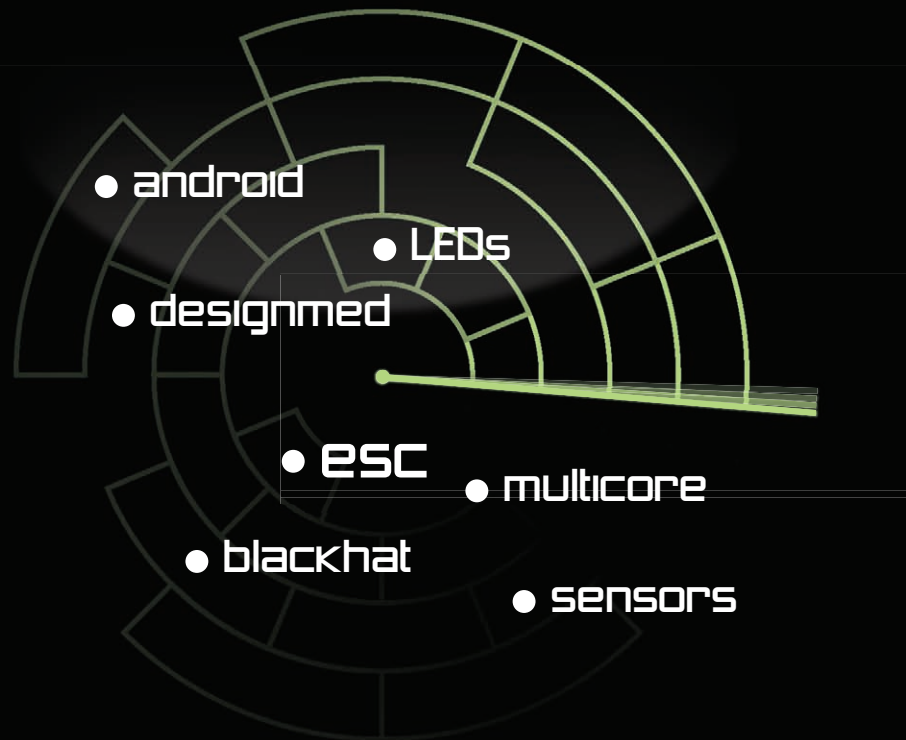 android
LEDs
designmed
esc
multicore
blackhat
sensors